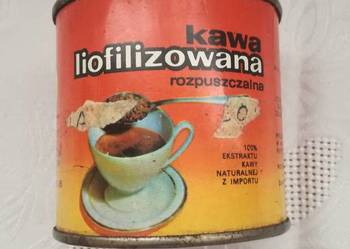 kawa
liofilizowana
rozpuszczalna
100%
EKSTRAKTU
KAWY
NATURALNEJ
Z IMPORTU